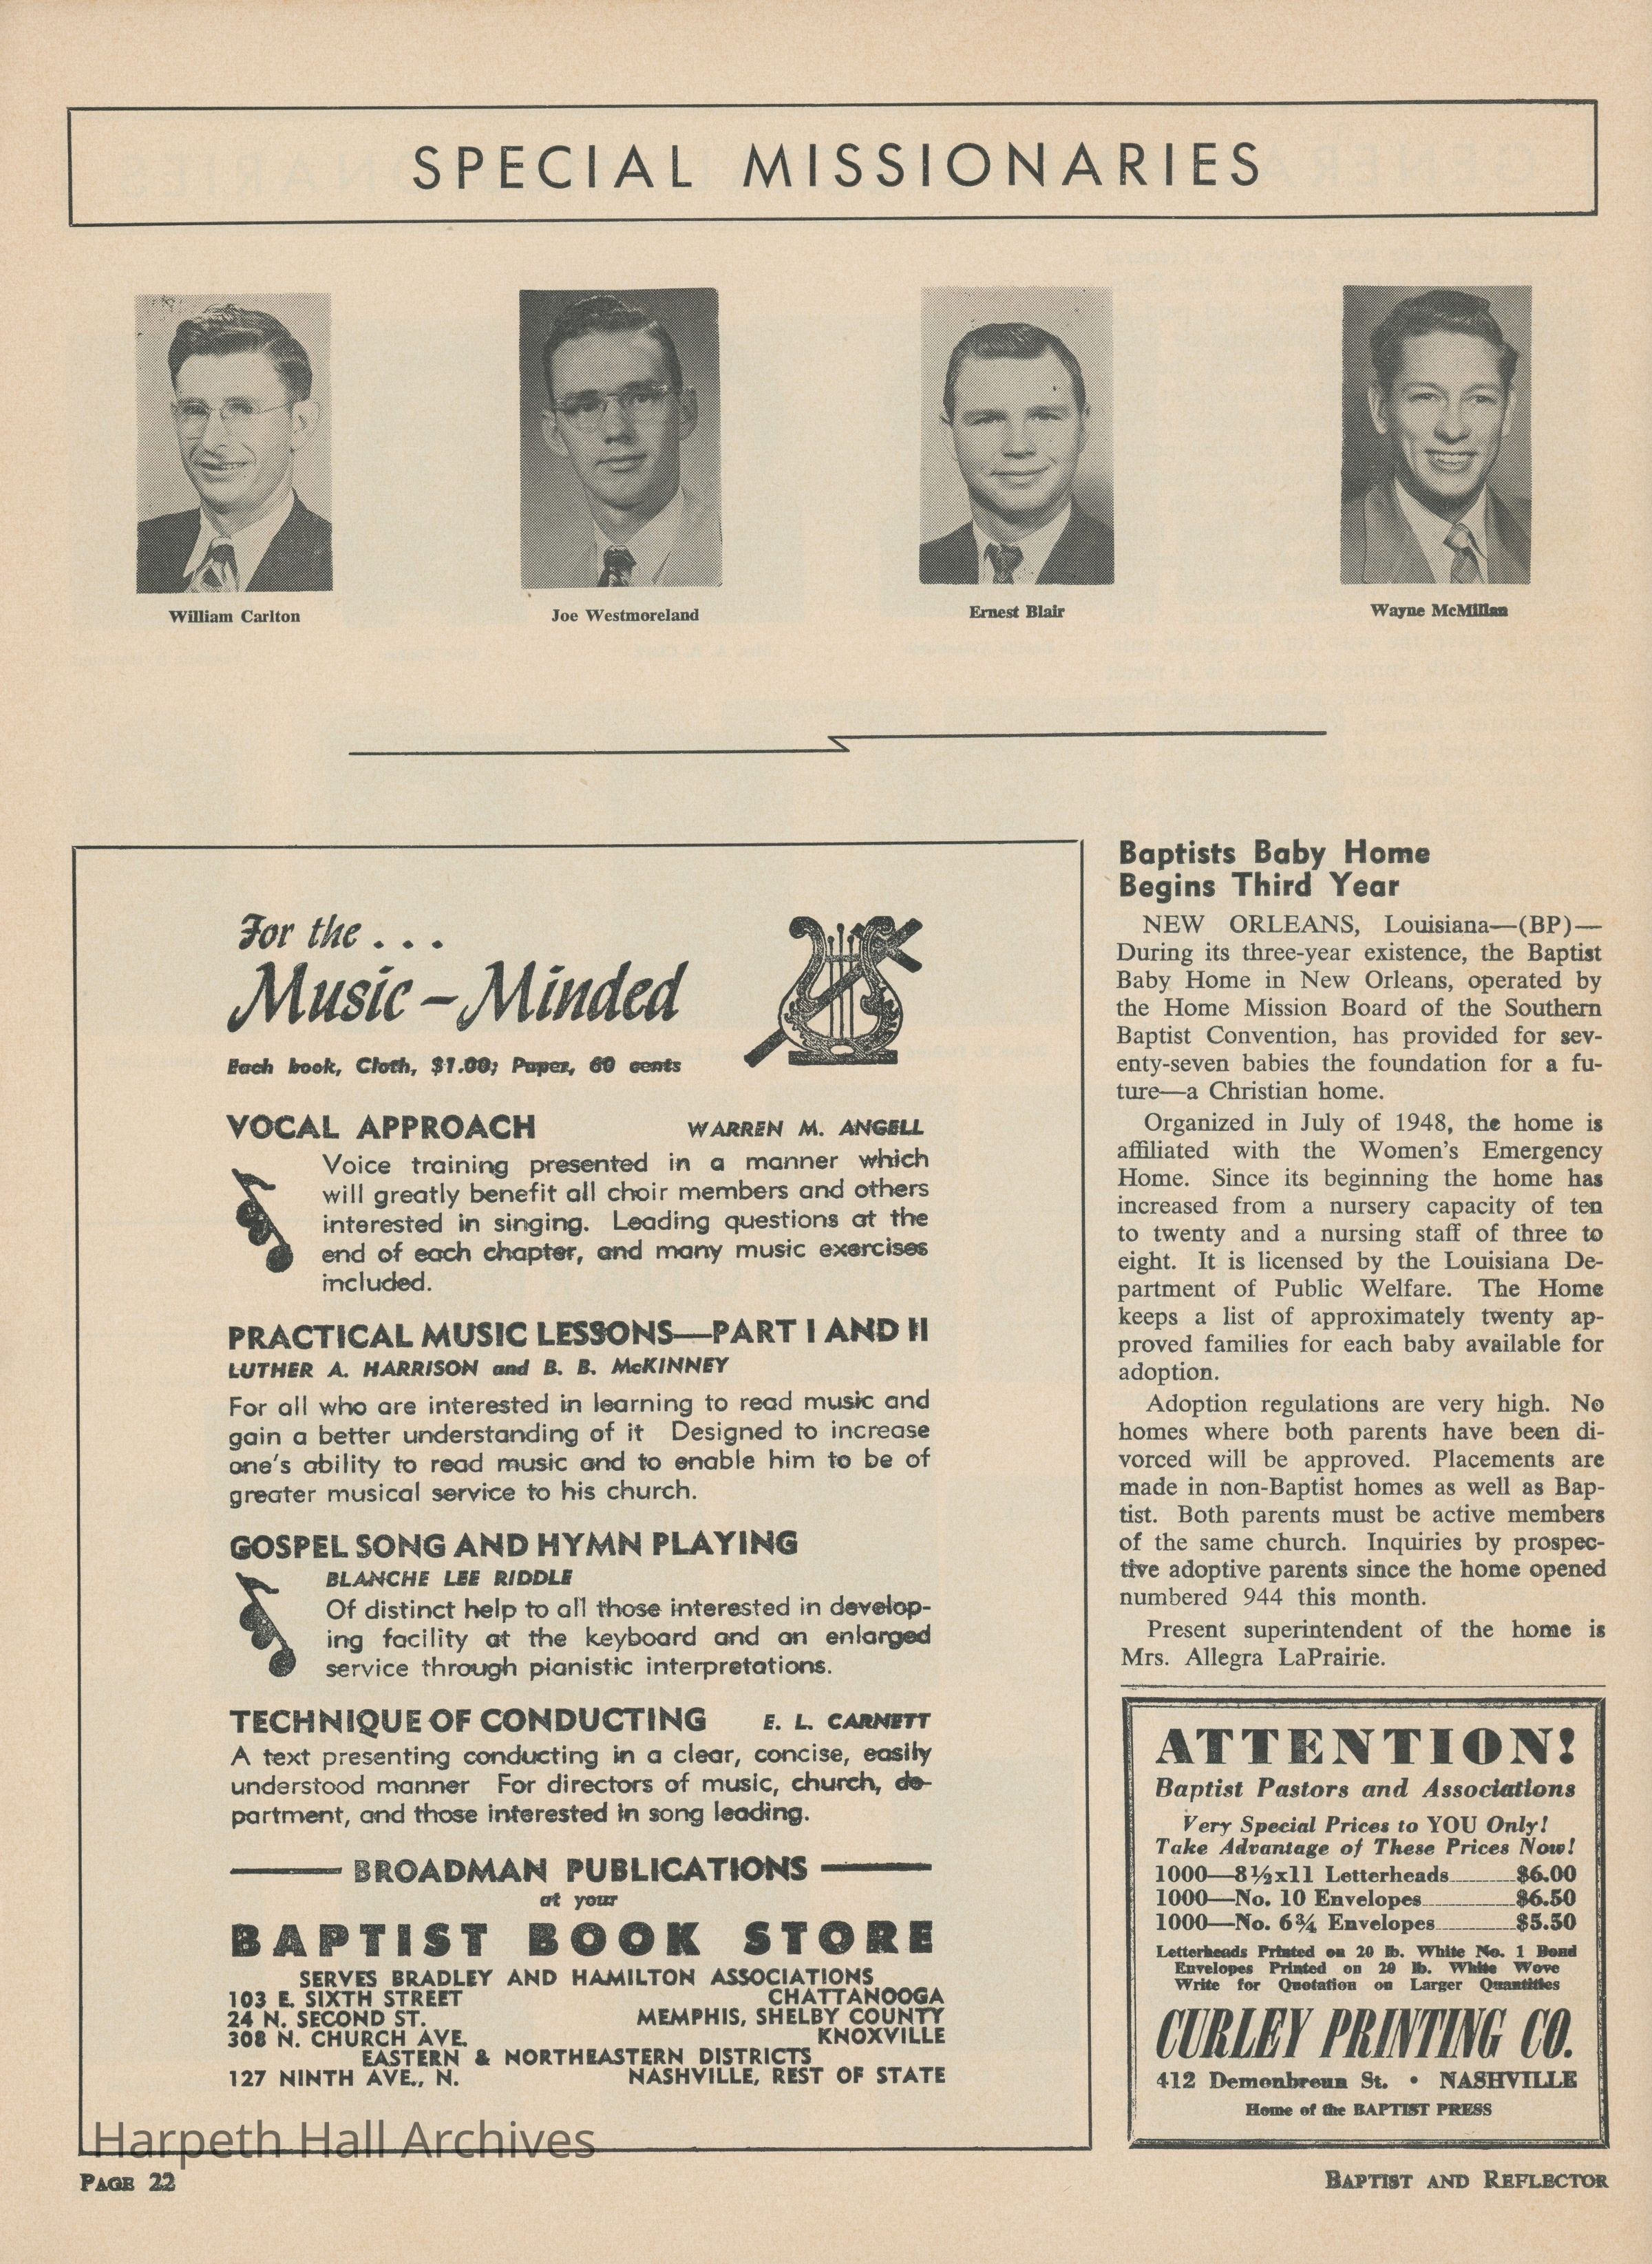 SPECIAL MISSIONARIES
William Carlton
Joe Westmoreland
Ernest Blair
Wayne McMillan
For the . . .
Music – Minded
Each book, Cloth, $1.00; Paper, 60 cents
VOCAL APPROACH WARREN M. ANGELL
Voice training presented in a manner which
will greatly benefit all choir members and others
interested in singing. Leading questions at the
end of each chapter, and many music exercises
included.
PRACTICAL MUSIC LESSONS—PART I AND II
LUTHER A. HARRISON and B. B. McKINNEY
For all who are interested in learning to read music and
gain a better understanding of it Designed to increase
one's ability to read music and to enable him to be of
greater musical service to his church.
GOSPEL SONG AND HYMN PLAYING
BLANCHE LEE RIDDLE
Of distinct help to all those interested in develop-
ing facility at the keyboard and an enlarged
service through pianistic interpretations.
TECHNIQUE OF CONDUCTING E. L. CARNETT
A text presenting conducting in a clear, concise, easily
understood manner For directors of music, church, de-
partment, and those interested in song leading.
BROADMAN PUBLICATIONS
at your
BAPTIST BOOK STORE
SERVES BRADLEY AND HAMILTON ASSOCIATIONS
103 E. SIXTH STREET CHATTANOOGA
24 N. SECOND ST. MEMPHIS, SHELBY COUNTY
308 N. CHURCH AVE. KNOXVILLE
EASTERN & NORTHEASTERN DISTRICTS
127 NINTH AVE., N. NASHVILLE, REST OF STATE
Baptists Baby Home
Begins Third Year
NEW ORLEANS, Louisiana—(BP)—
During its three-year existence, the Baptist
Baby Home in New Orleans, operated by
the Home Mission Board of the Southern
Baptist Convention, has provided for sev-
enty-seven babies the foundation for a fu-
ture—a Christian home.
Organized in July of 1948, the home is
affiliated with the Women's Emergency
Home. Since its beginning the home has
increased from a nursery capacity of ten
to twenty and a nursing staff of three to
eight. It is licensed by the Louisiana De-
partment of Public Welfare. The Home
keeps a list of approximately twenty ap-
proved families for each baby available for
adoption.
Adoption regulations are very high. No
homes where both parents have been di-
vorced will be approved. Placements are
made in non-Baptist homes as well as Bap-
tist. Both parents must be active members
of the same church. Inquiries by prospec-
tive adoptive parents since the home opened
numbered 944 this month.
Present superintendent of the home is
Mrs. Allegra LaPrairie.
ATTENTION!
Baptist Pastors and Associations
Very Special Prices to YOU Only!
Take Advantage of These Prices Now!
1000—8½x11 Letterheads $6.00
1000—No. 10 Envelopes $6.50
1000—No. 6¾ Envelopes $5.50
Letterheads Printed on 20 lb. White No. 1 Bond
Envelopes Printed on 20 lb. White Wove
Write for Quotation on Larger Quantities
CURLEY PRINTING CO.
412 Demonbreun St. • NASHVILLE
Home of the BAPTIST PRESS
Harpeth Hall Archives
PAGE 22
BAPTIST AND REFLECTOR